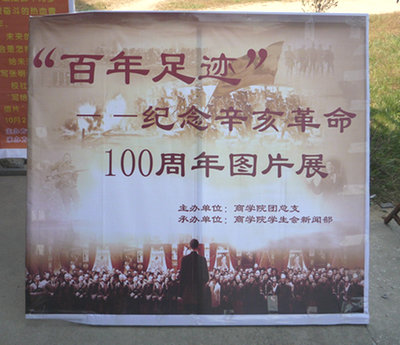 “百年足迹”
——纪念辛亥革命
100周年图片展
主办单位：商学院团总支
承办单位：商学院学生会新闻部